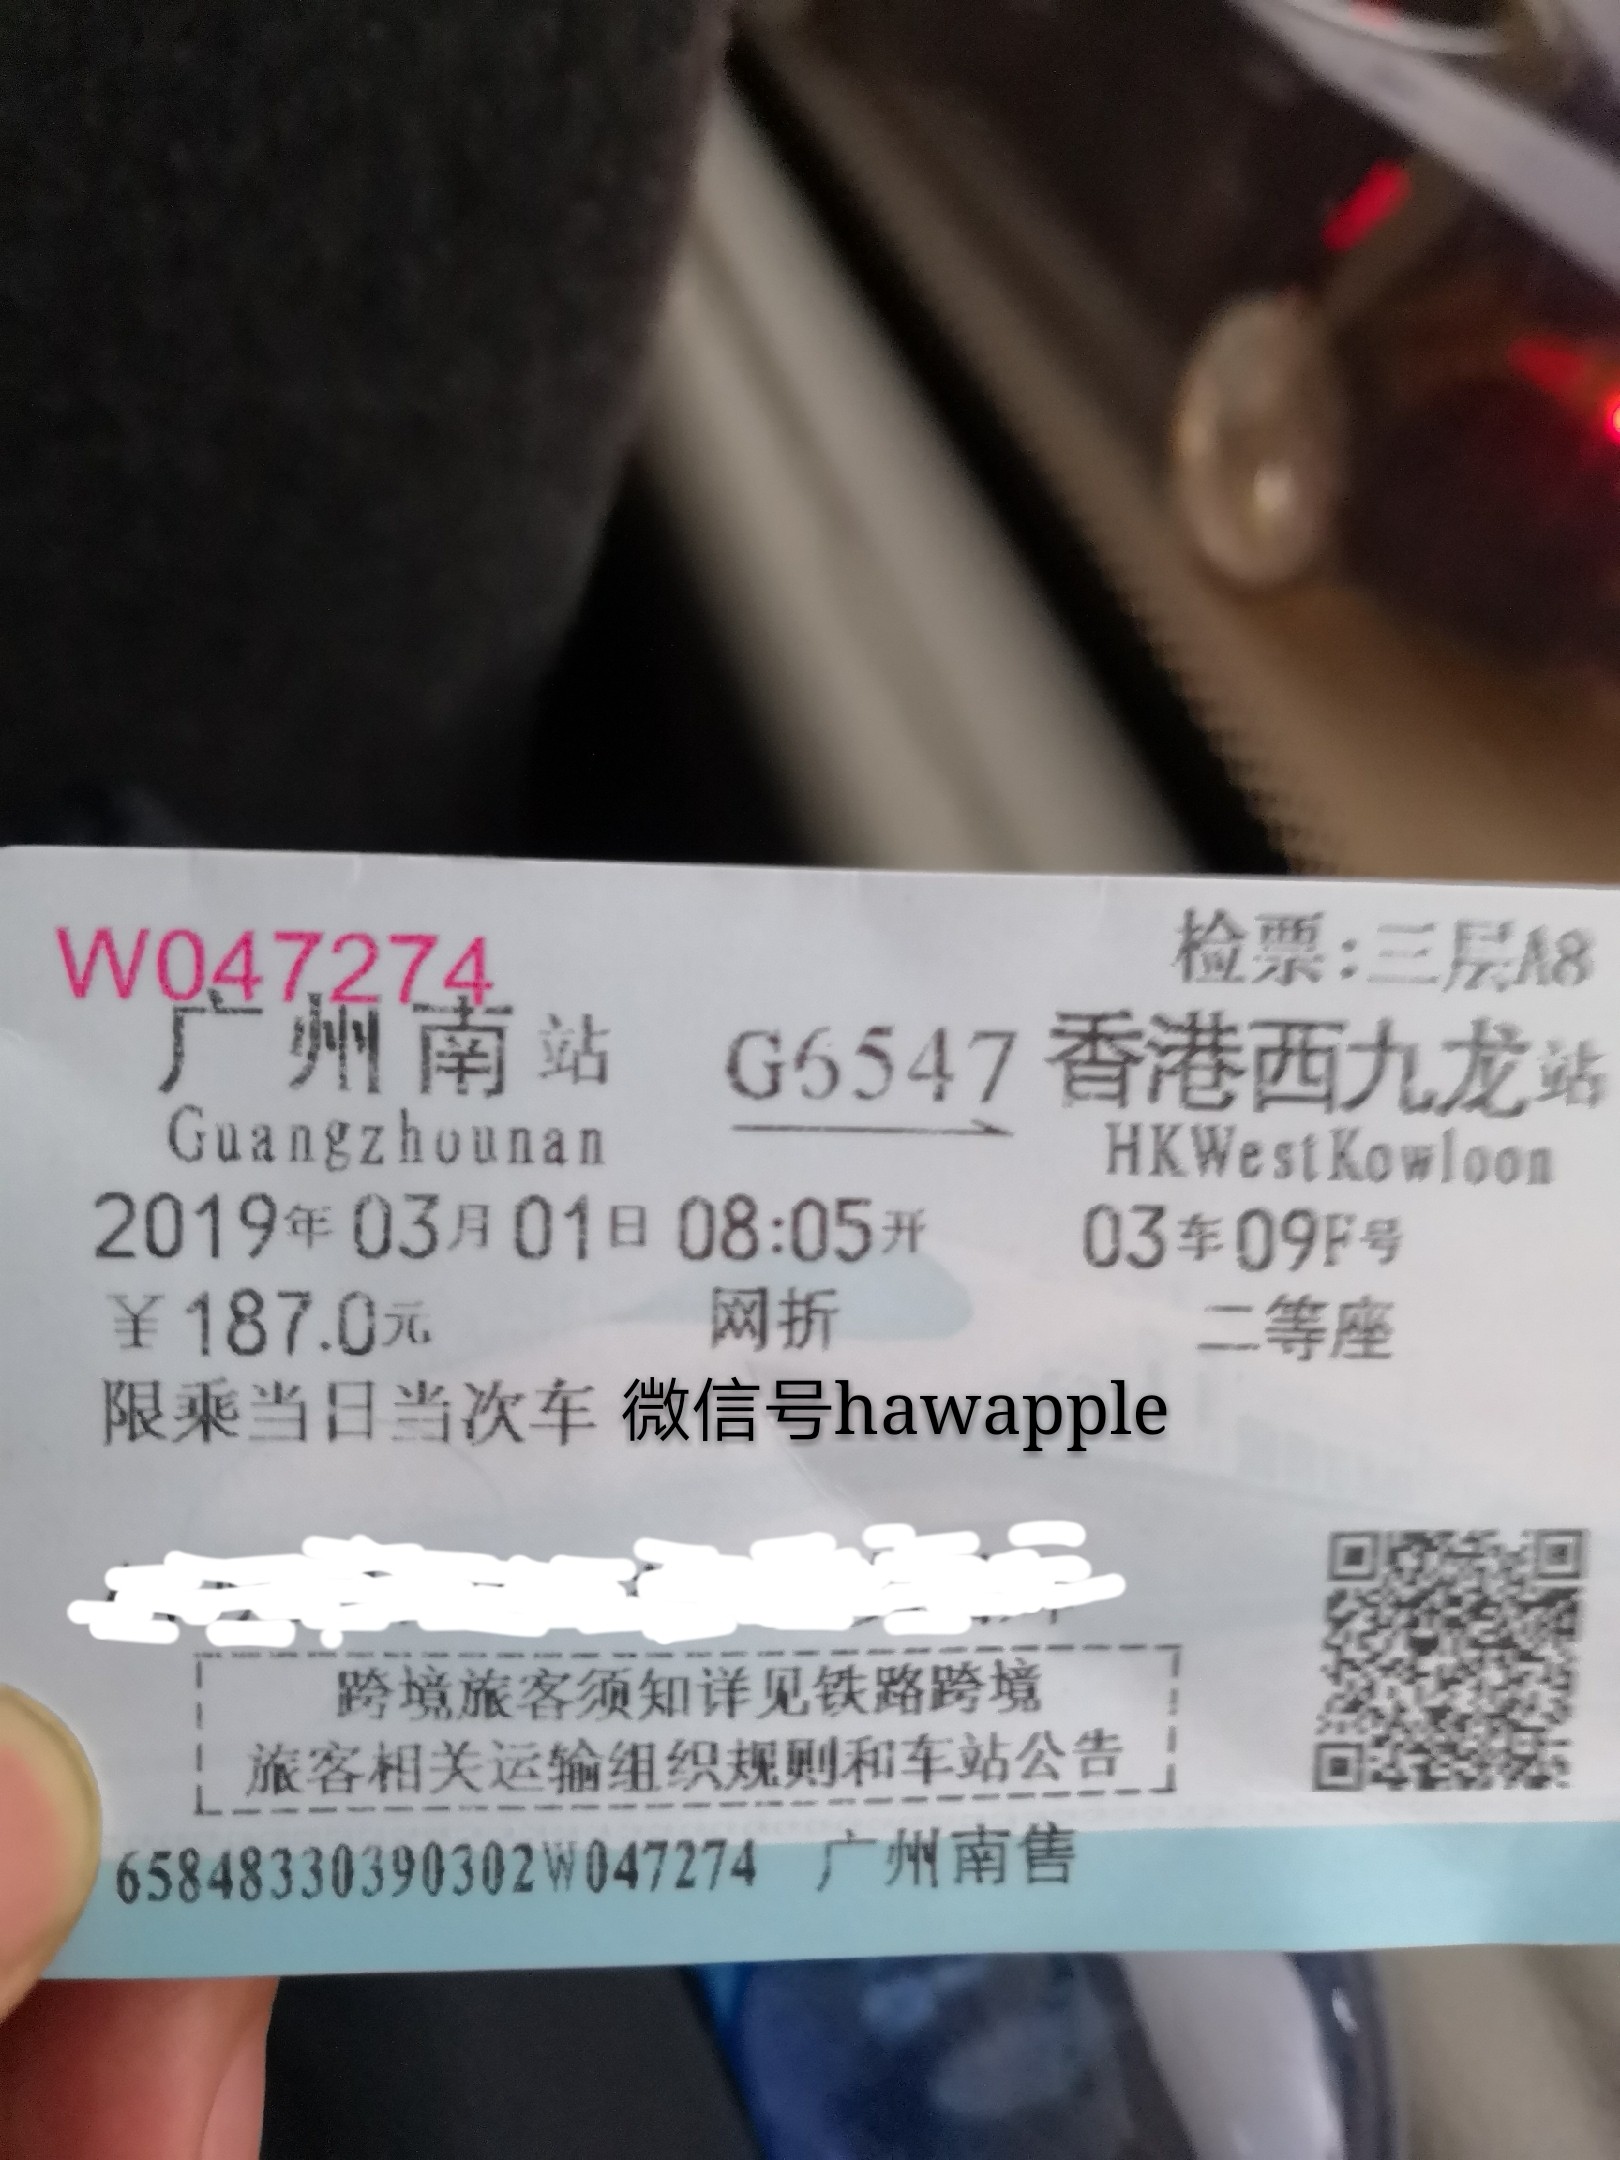 W047274
检票:三层A8
广州南站 G6547 香港西九龙站
Guangzhounan HKWestKowloon
2019年03月01日08:05开 03车09F号
¥187.0元 网折 二等座
限乘当日当次车 微信号hawapple
跨境旅客须知详见铁路跨境
旅客相关运输组织规则和车站公告
65848330390302W047274 广州南售